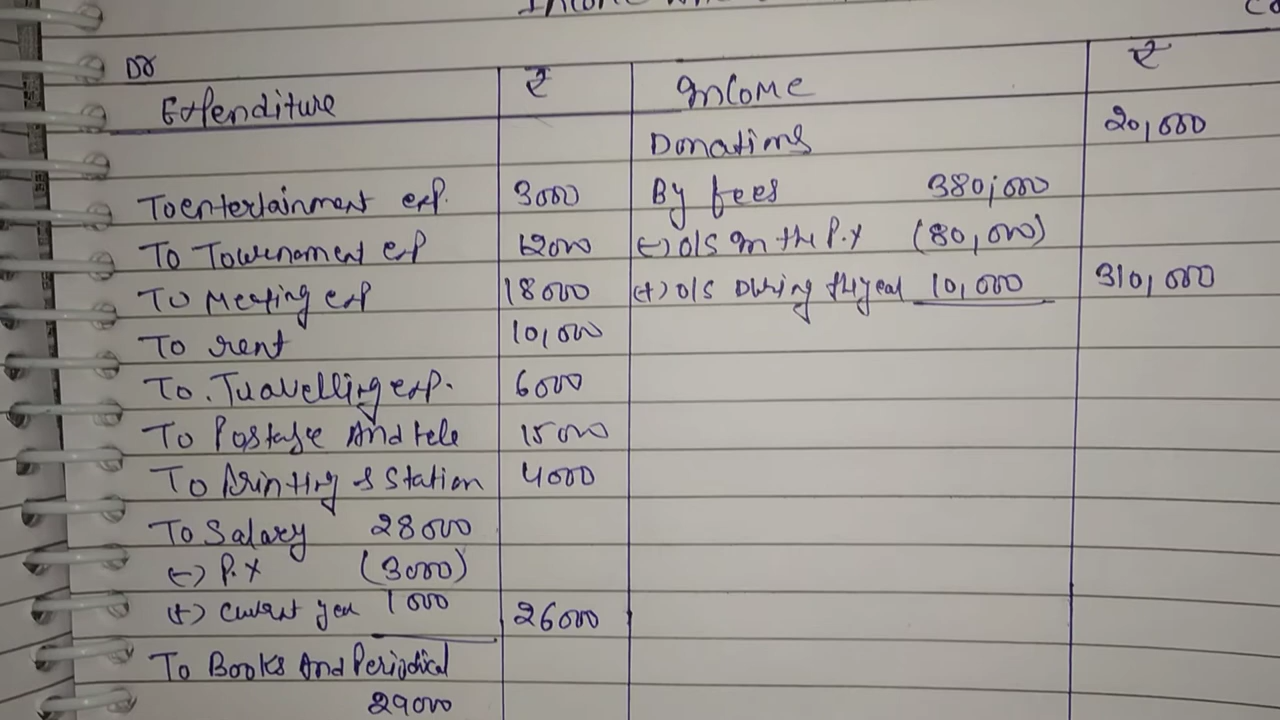 Income
Dr
Expenditure ₹ Income ₹
Donations 20,000
To entertainment exp. 3000 By fees 380,000
To Tournament exp 12000 (-) O/S In the P.Y (80,000)
To Meeting exp 18000 (+) O/S During the year 10,000 310,000
To rent 10,000
To. Travelling exp. 6000
To Postage And tele 15000
To Printing & Station 4000
To Salary 28000
(-) P.Y (3000)
(+) Current year 1000 26000
To Books And Periodical
29000